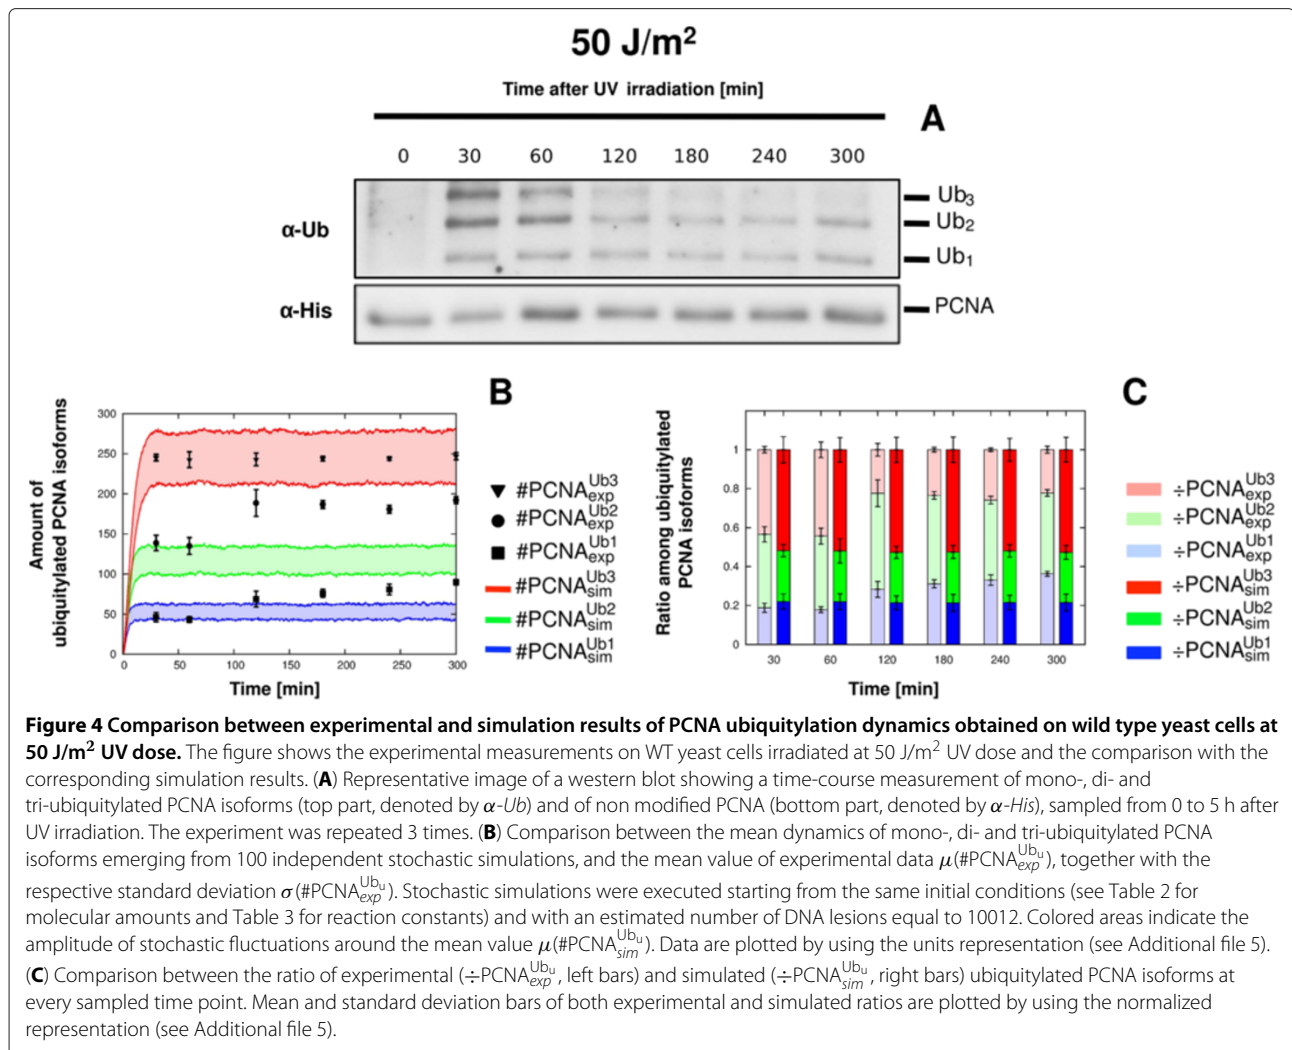 50 J/m²
Time after UV irradiation [min]
A
0 30 60 120 180 240 300
α-Ub
Ub₃
Ub₂
Ub₁
α-His
PCNA
B
Amount of
ubiquitylated PCNA isoforms
300
250
200
150
100
50
0
0 50 100 150 200 250 300
Time [min]
#PCNA^Ub3_exp
#PCNA^Ub2_exp
#PCNA^Ub1_exp
#PCNA^Ub3_sim
#PCNA^Ub2_sim
#PCNA^Ub1_sim
C
Ratio among ubiquitylated
PCNA isoforms
1
0.8
0.6
0.4
0.2
0
30 60 120 180 240 300
Time [min]
÷PCNA^Ub3_exp
÷PCNA^Ub2_exp
÷PCNA^Ub1_exp
÷PCNA^Ub3_sim
÷PCNA^Ub2_sim
÷PCNA^Ub1_sim
Figure 4 Comparison between experimental and simulation results of PCNA ubiquitylation dynamics obtained on wild type yeast cells at
50 J/m² UV dose. The figure shows the experimental measurements on WT yeast cells irradiated at 50 J/m² UV dose and the comparison with the
corresponding simulation results. (A) Representative image of a western blot showing a time-course measurement of mono-, di- and
tri-ubiquitylated PCNA isoforms (top part, denoted by α-Ub) and of non modified PCNA (bottom part, denoted by α-His), sampled from 0 to 5 h after
UV irradiation. The experiment was repeated 3 times. (B) Comparison between the mean dynamics of mono-, di- and tri-ubiquitylated PCNA
isoforms emerging from 100 independent stochastic simulations, and the mean value of experimental data μ(#PCNA^Ubu_exp), together with the
respective standard deviation σ(#PCNA^Ubu_exp). Stochastic simulations were executed starting from the same initial conditions (see Table 2 for
molecular amounts and Table 3 for reaction constants) and with an estimated number of DNA lesions equal to 10012. Colored areas indicate the
amplitude of stochastic fluctuations around the mean value μ(#PCNA^Ubu_sim). Data are plotted by using the units representation (see Additional file 5).
(C) Comparison between the ratio of experimental (÷PCNA^Ubu_exp, left bars) and simulated (÷PCNA^Ubu_sim, right bars) ubiquitylated PCNA isoforms at
every sampled time point. Mean and standard deviation bars of both experimental and simulated ratios are plotted by using the normalized
representation (see Additional file 5).